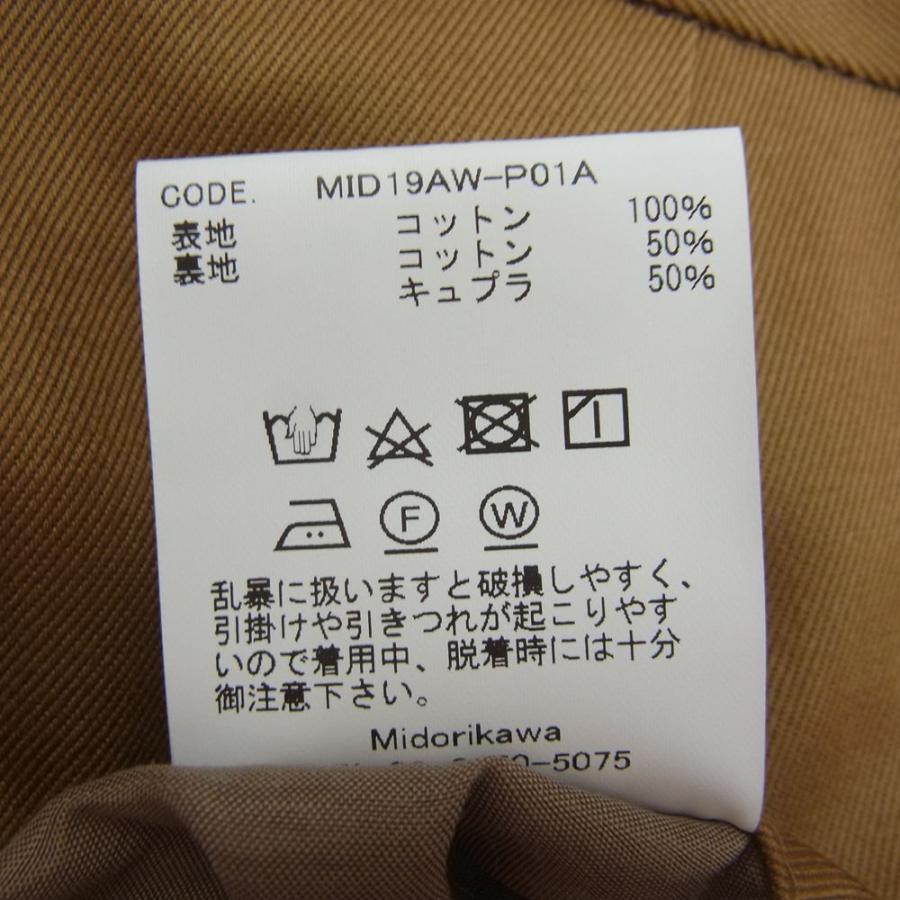 CODE. MID19AW-P01A
表地 コットン 100%
裏地 コットン 50%
キュプラ 50%
F W
乱暴に扱いますと破損しやすく、
引掛けや引きつれが起こりやす
いので着用中、脱着時には十分
御注意下さい。
Midorikawa
-5075